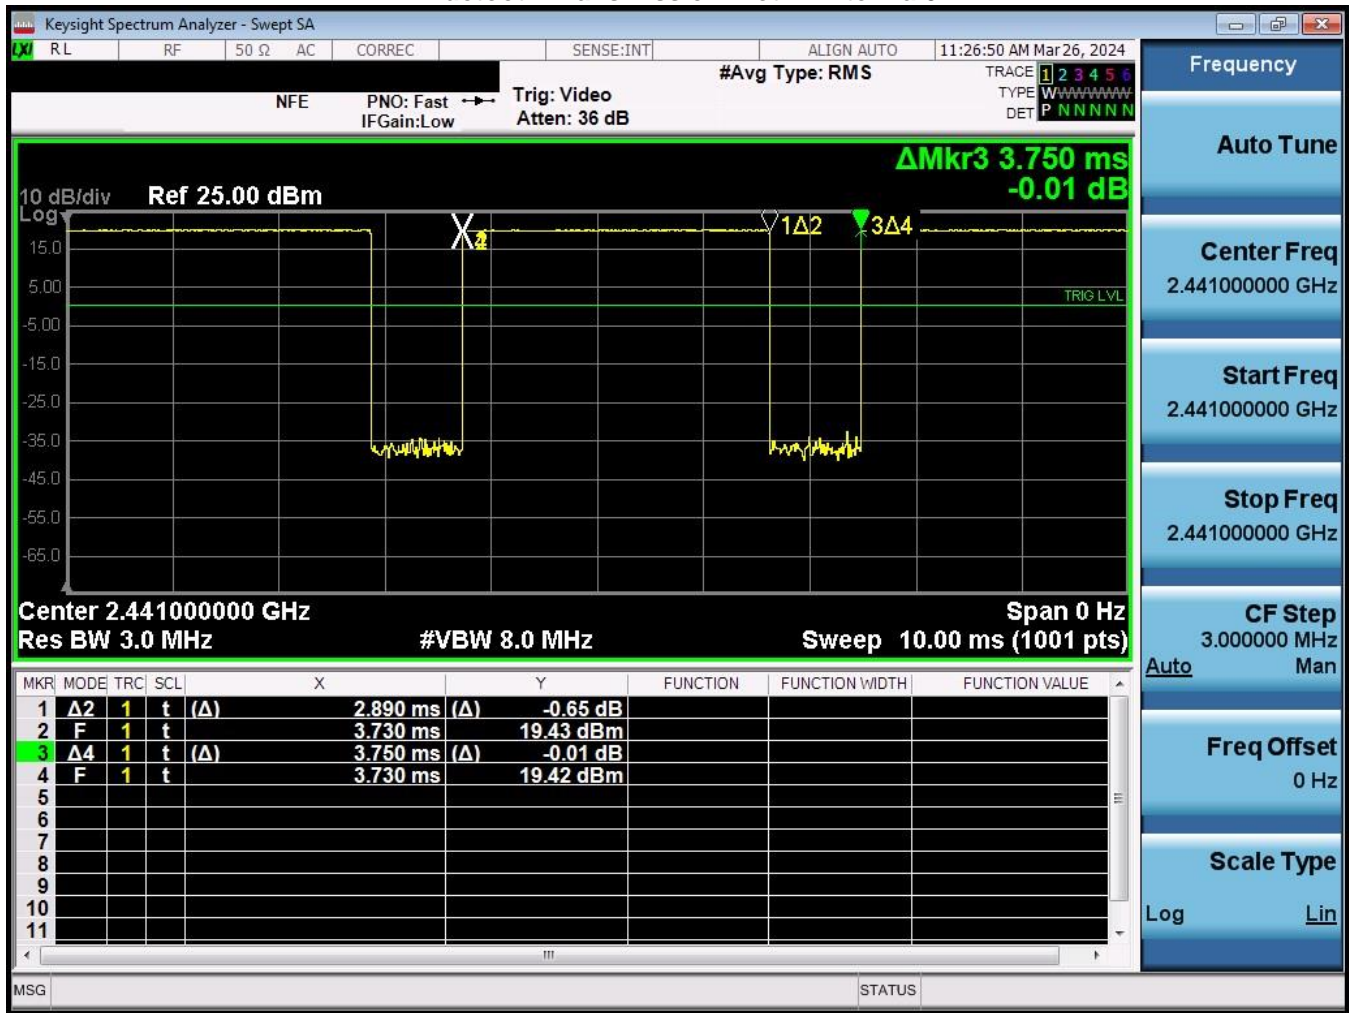 Keysight Spectrum Analyzer - Swept SA
LXI RL RF 50 Ω AC CORREC SENSE:INT ALIGN AUTO 11:26:50 AM Mar 26, 2024
NFE PNO: Fast IFGain:Low Trig: Video Atten: 36 dB #Avg Type: RMS
TRACE 1 2 3 4 5 6
TYPE WWWWWW
DET P N N N N N
ΔMkr3 3.750 ms
-0.01 dB
10 dB/div Ref 25.00 dBm
Log
1Δ2 3Δ4
15.0
5.00
TRIG LVL
-5.00
-15.0
-25.0
-35.0
-45.0
-55.0
-65.0
Center 2.441000000 GHz Span 0 Hz
Res BW 3.0 MHz #VBW 8.0 MHz Sweep 10.00 ms (1001 pts)
MKR MODE TRC SCL X Y FUNCTION FUNCTION WIDTH FUNCTION VALUE
1 Δ2 1 t (Δ) 2.890 ms (Δ) -0.65 dB
2 F 1 t 3.730 ms 19.43 dBm
3 Δ4 1 t (Δ) 3.750 ms (Δ) -0.01 dB
4 F 1 t 3.730 ms 19.42 dBm
5
6
7
8
9
10
11
MSG STATUS
Frequency
Auto Tune
Center Freq
2.441000000 GHz
Start Freq
2.441000000 GHz
Stop Freq
2.441000000 GHz
CF Step
3.000000 MHz
Auto Man
Freq Offset
0 Hz
Scale Type
Log Lin